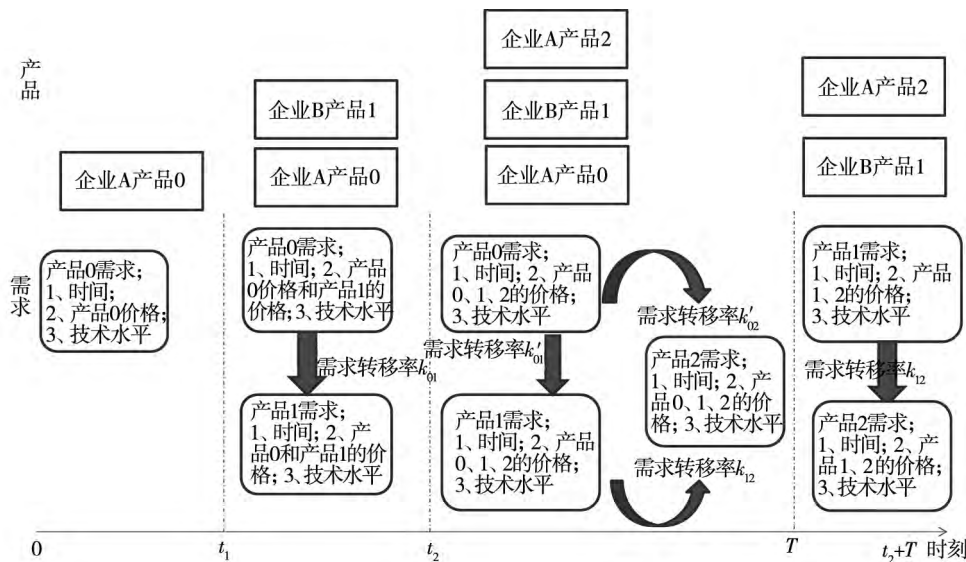 产品
企业A产品0
企业B产品1
企业A产品0
企业A产品2
企业B产品1
企业A产品0
企业A产品2
企业B产品1
需求
产品0需求；
1、时间；
2、产品0价格；
3、技术水平
产品0需求；
1、时间；2、产品
0价格和产品1的
价格；3、技术水平
需求转移率k01
产品1需求；
1、时间；2、产
品0和产品1的价
格；3、技术水平
产品0需求；
1、时间；2、产品
0、1、2的价格；
3、技术水平
需求转移率k′01
产品1需求；
1、时间；2、产品
0、1、2的价格；
3、技术水平
需求转移率k′02
产品2需求；
1、时间；2、产
品0、1、2的价
格；3、技术水平
需求转移率k12
产品1需求；
1、时间；2、产品
1、2的价格；
3、技术水平
需求转移率k12
产品2需求；
1、时间；2、产
品1、2的价格；
3、技术水平
0
t1
t2
T
t2+T 时刻